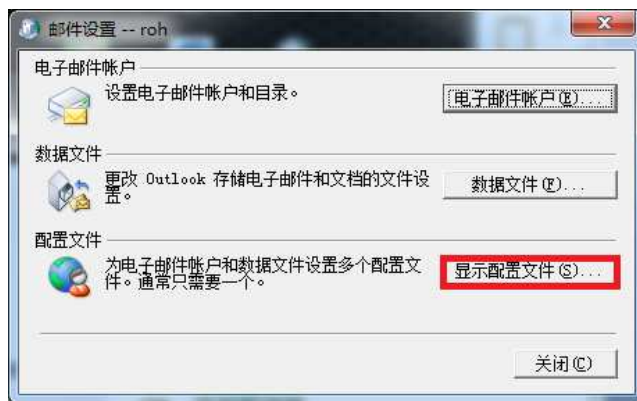 邮件设置 -- roh
电子邮件帐户
设置电子邮件帐户和目录。
电子邮件帐户(E)...
数据文件
更改 Outlook 存储电子邮件和文档的文件设
置。
数据文件(F)...
配置文件
为电子邮件帐户和数据文件设置多个配置文
件。通常只需要一个。
显示配置文件(S)...
关闭(C)